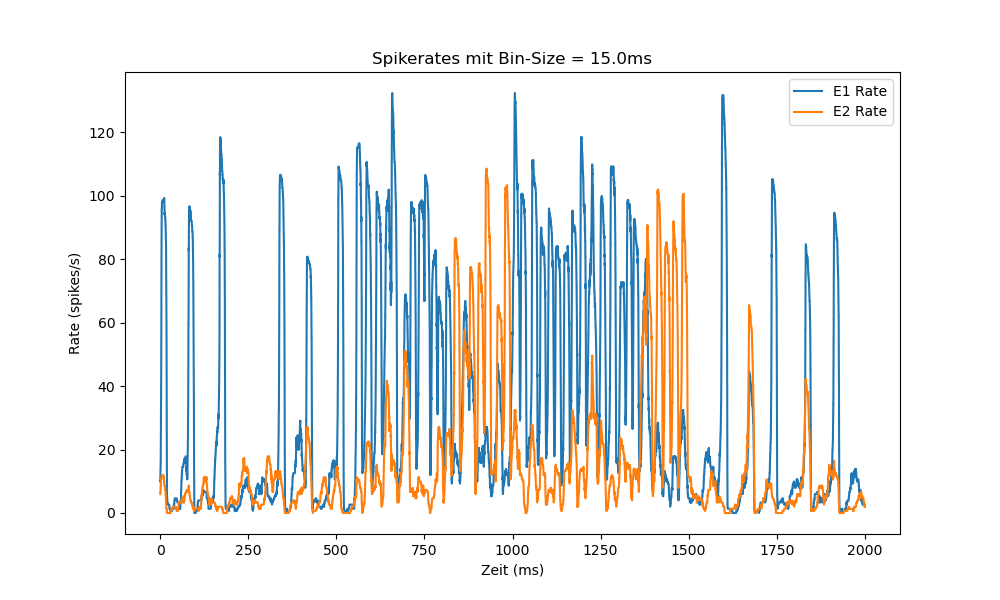 Spikerates mit Bin-Size = 15.0ms
E1 Rate
E2 Rate
120
100
80
60
40
20
0
Rate (spikes/s)
0 250 500 750 1000 1250 1500 1750 2000
Zeit (ms)